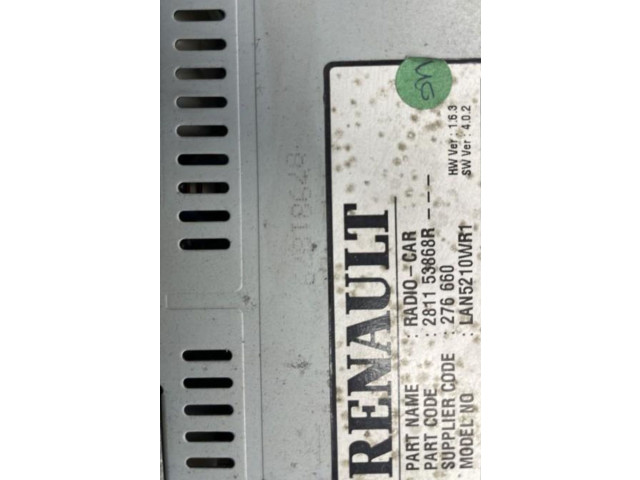 RENAULT
PART NAME : RADIO-CAR
PART CODE : 2811 53868R - - -
SUPPLIER CODE : 276 660
MODEL NO : LAN5210WR1
HW Ver : 1.6.3
SW Ver : 4.0.2